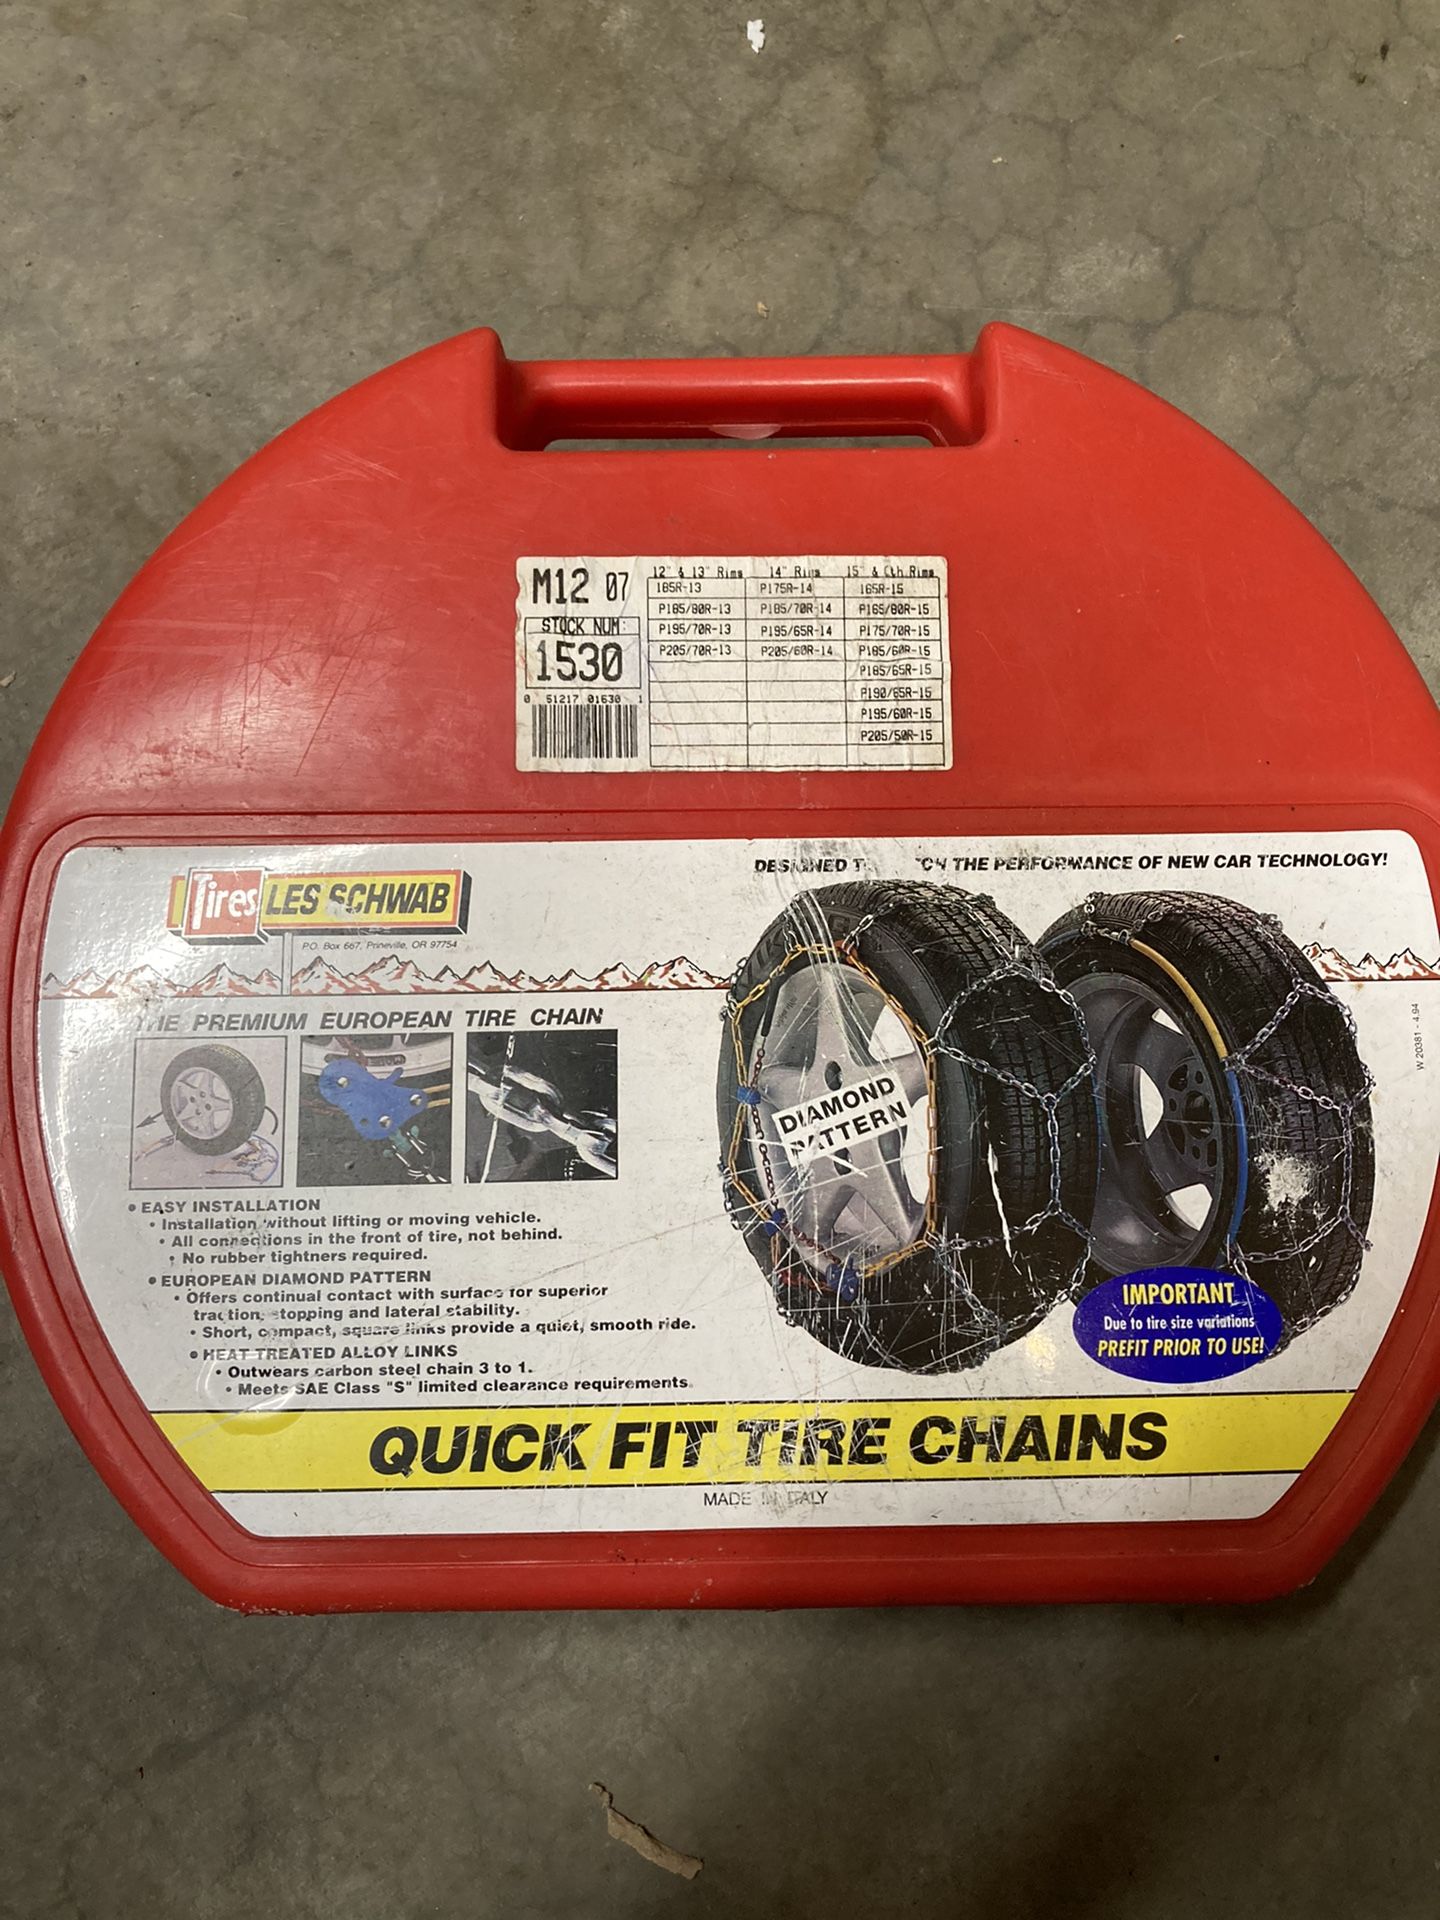 M12 07
STOCK NUM:
1530
0 51217 01630 1
12" & 13" Rims 14" Rims 15" & Oth.Rims
165R-13 P175R-14 165R-15
P185/80R-13 P185/70R-14 P165/80R-15
P195/70R-13 P195/65R-14 P175/70R-15
P205/70R-13 P205/60R-14 P185/60R-15
P185/65R-15
P190/65R-15
P195/60R-15
P205/50R-15
Tires LES SCHWAB
P.O. Box 667, Prineville, OR 97754
DESIGNED THE PERFORMANCE OF NEW CAR TECHNOLOGY!
THE PREMIUM EUROPEAN TIRE CHAIN
DIAMOND
PATTERN
W 20381 - 4.94
• EASY INSTALLATION
• Installation without lifting or moving vehicle.
• All connections in the front of tire, not behind.
• No rubber tightners required.
• EUROPEAN DIAMOND PATTERN
• Offers continual contact with surface for superior
traction, stopping and lateral stability.
• Short, compact, square links provide a quiet, smooth ride.
• HEAT TREATED ALLOY LINKS
• Outwears carbon steel chain 3 to 1.
• Meets SAE Class "S" limited clearance requirements.
IMPORTANT
Due to tire size variations
PREFIT PRIOR TO USE!
QUICK FIT TIRE CHAINS
MADE IN ITALY